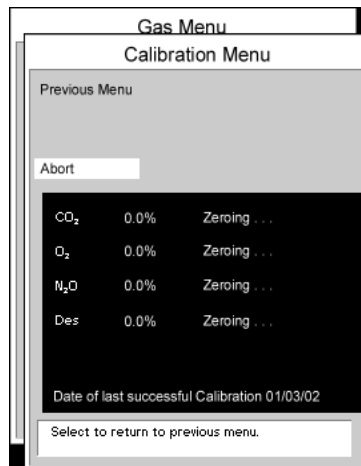 Gas Menu
Calibration Menu
Previous Menu
Abort
CO₂ 0.0% Zeroing . . .
O₂ 0.0% Zeroing . . .
N₂O 0.0% Zeroing . . .
Des 0.0% Zeroing . . .
Date of last successful Calibration 01/03/02
Select to return to previous menu.